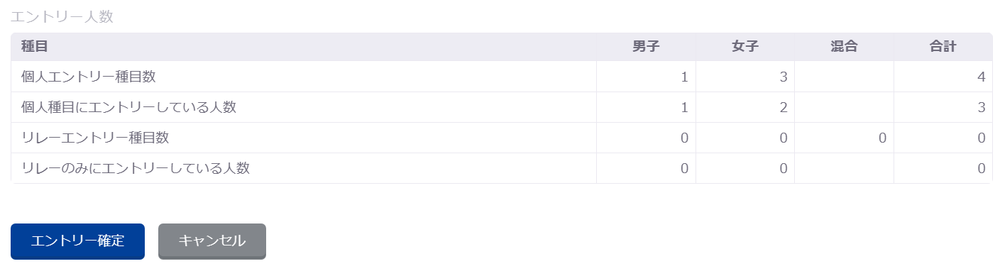 エントリー人数
種目 男子 女子 混合 合計
個人エントリー種目数 1 3 4
個人種目にエントリーしている人数 1 2 3
リレーエントリー種目数 0 0 0 0
リレーのみにエントリーしている人数 0 0 0
エントリー確定 キャンセル